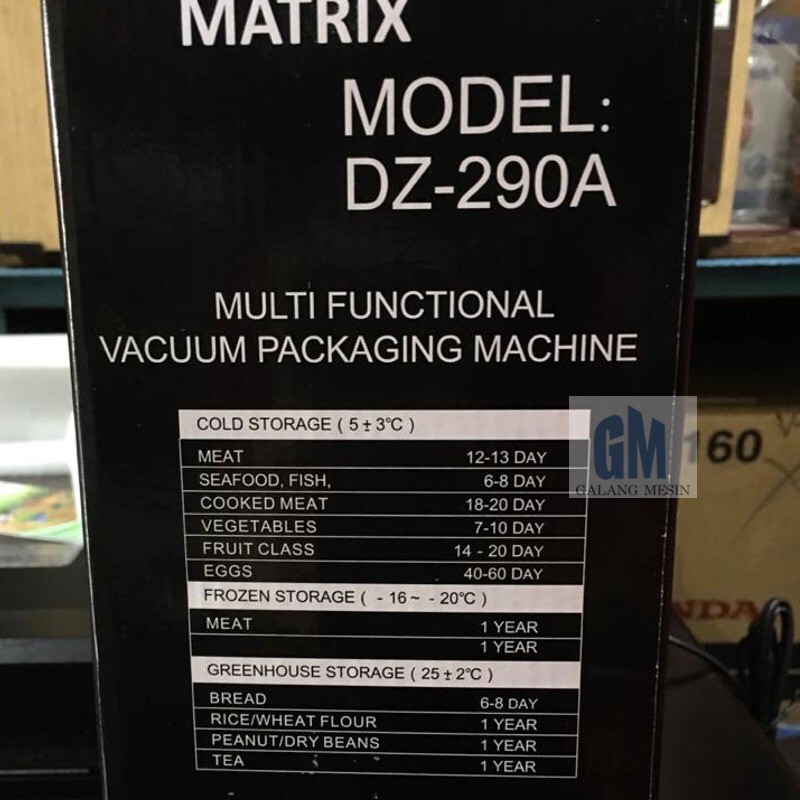 MATRIX
MODEL:
DZ-290A
MULTI FUNCTIONAL
VACUUM PACKAGING MACHINE
COLD STORAGE ( 5 ± 3℃ )
MEAT 12-13 DAY
SEAFOOD, FISH, 6-8 DAY
COOKED MEAT 18-20 DAY
VEGETABLES 7-10 DAY
FRUIT CLASS 14 - 20 DAY
EGGS 40-60 DAY
FROZEN STORAGE ( - 16 ~ - 20℃ )
MEAT 1 YEAR
1 YEAR
GREENHOUSE STORAGE ( 25 ± 2℃ )
BREAD 6-8 DAY
RICE/WHEAT FLOUR 1 YEAR
PEANUT/DRY BEANS 1 YEAR
TEA 1 YEAR
GM
GALANG MESIN
160